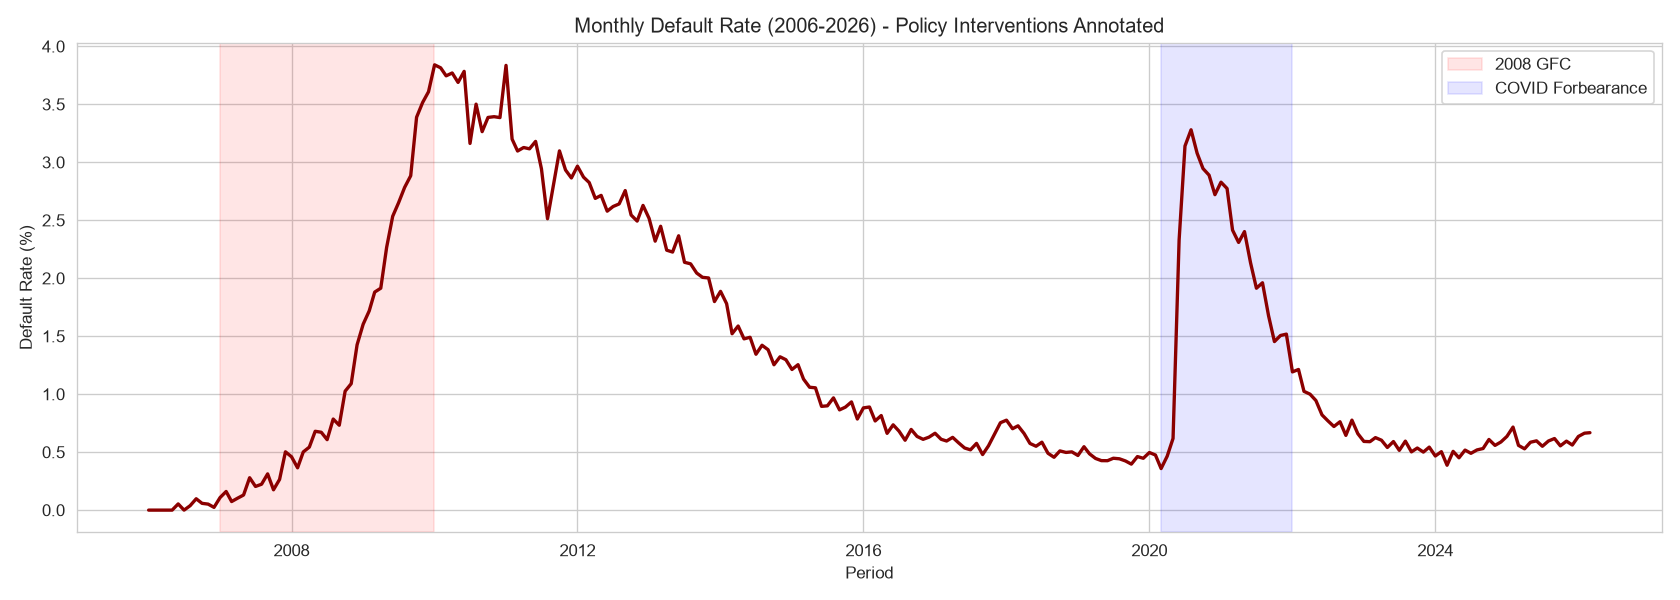 Monthly Default Rate (2006-2026) - Policy Interventions Annotated
2008 GFC
COVID Forbearance
Default Rate (%)
4.0
3.5
3.0
2.5
2.0
1.5
1.0
0.5
0.0
2008
2012
2016
2020
2024
Period